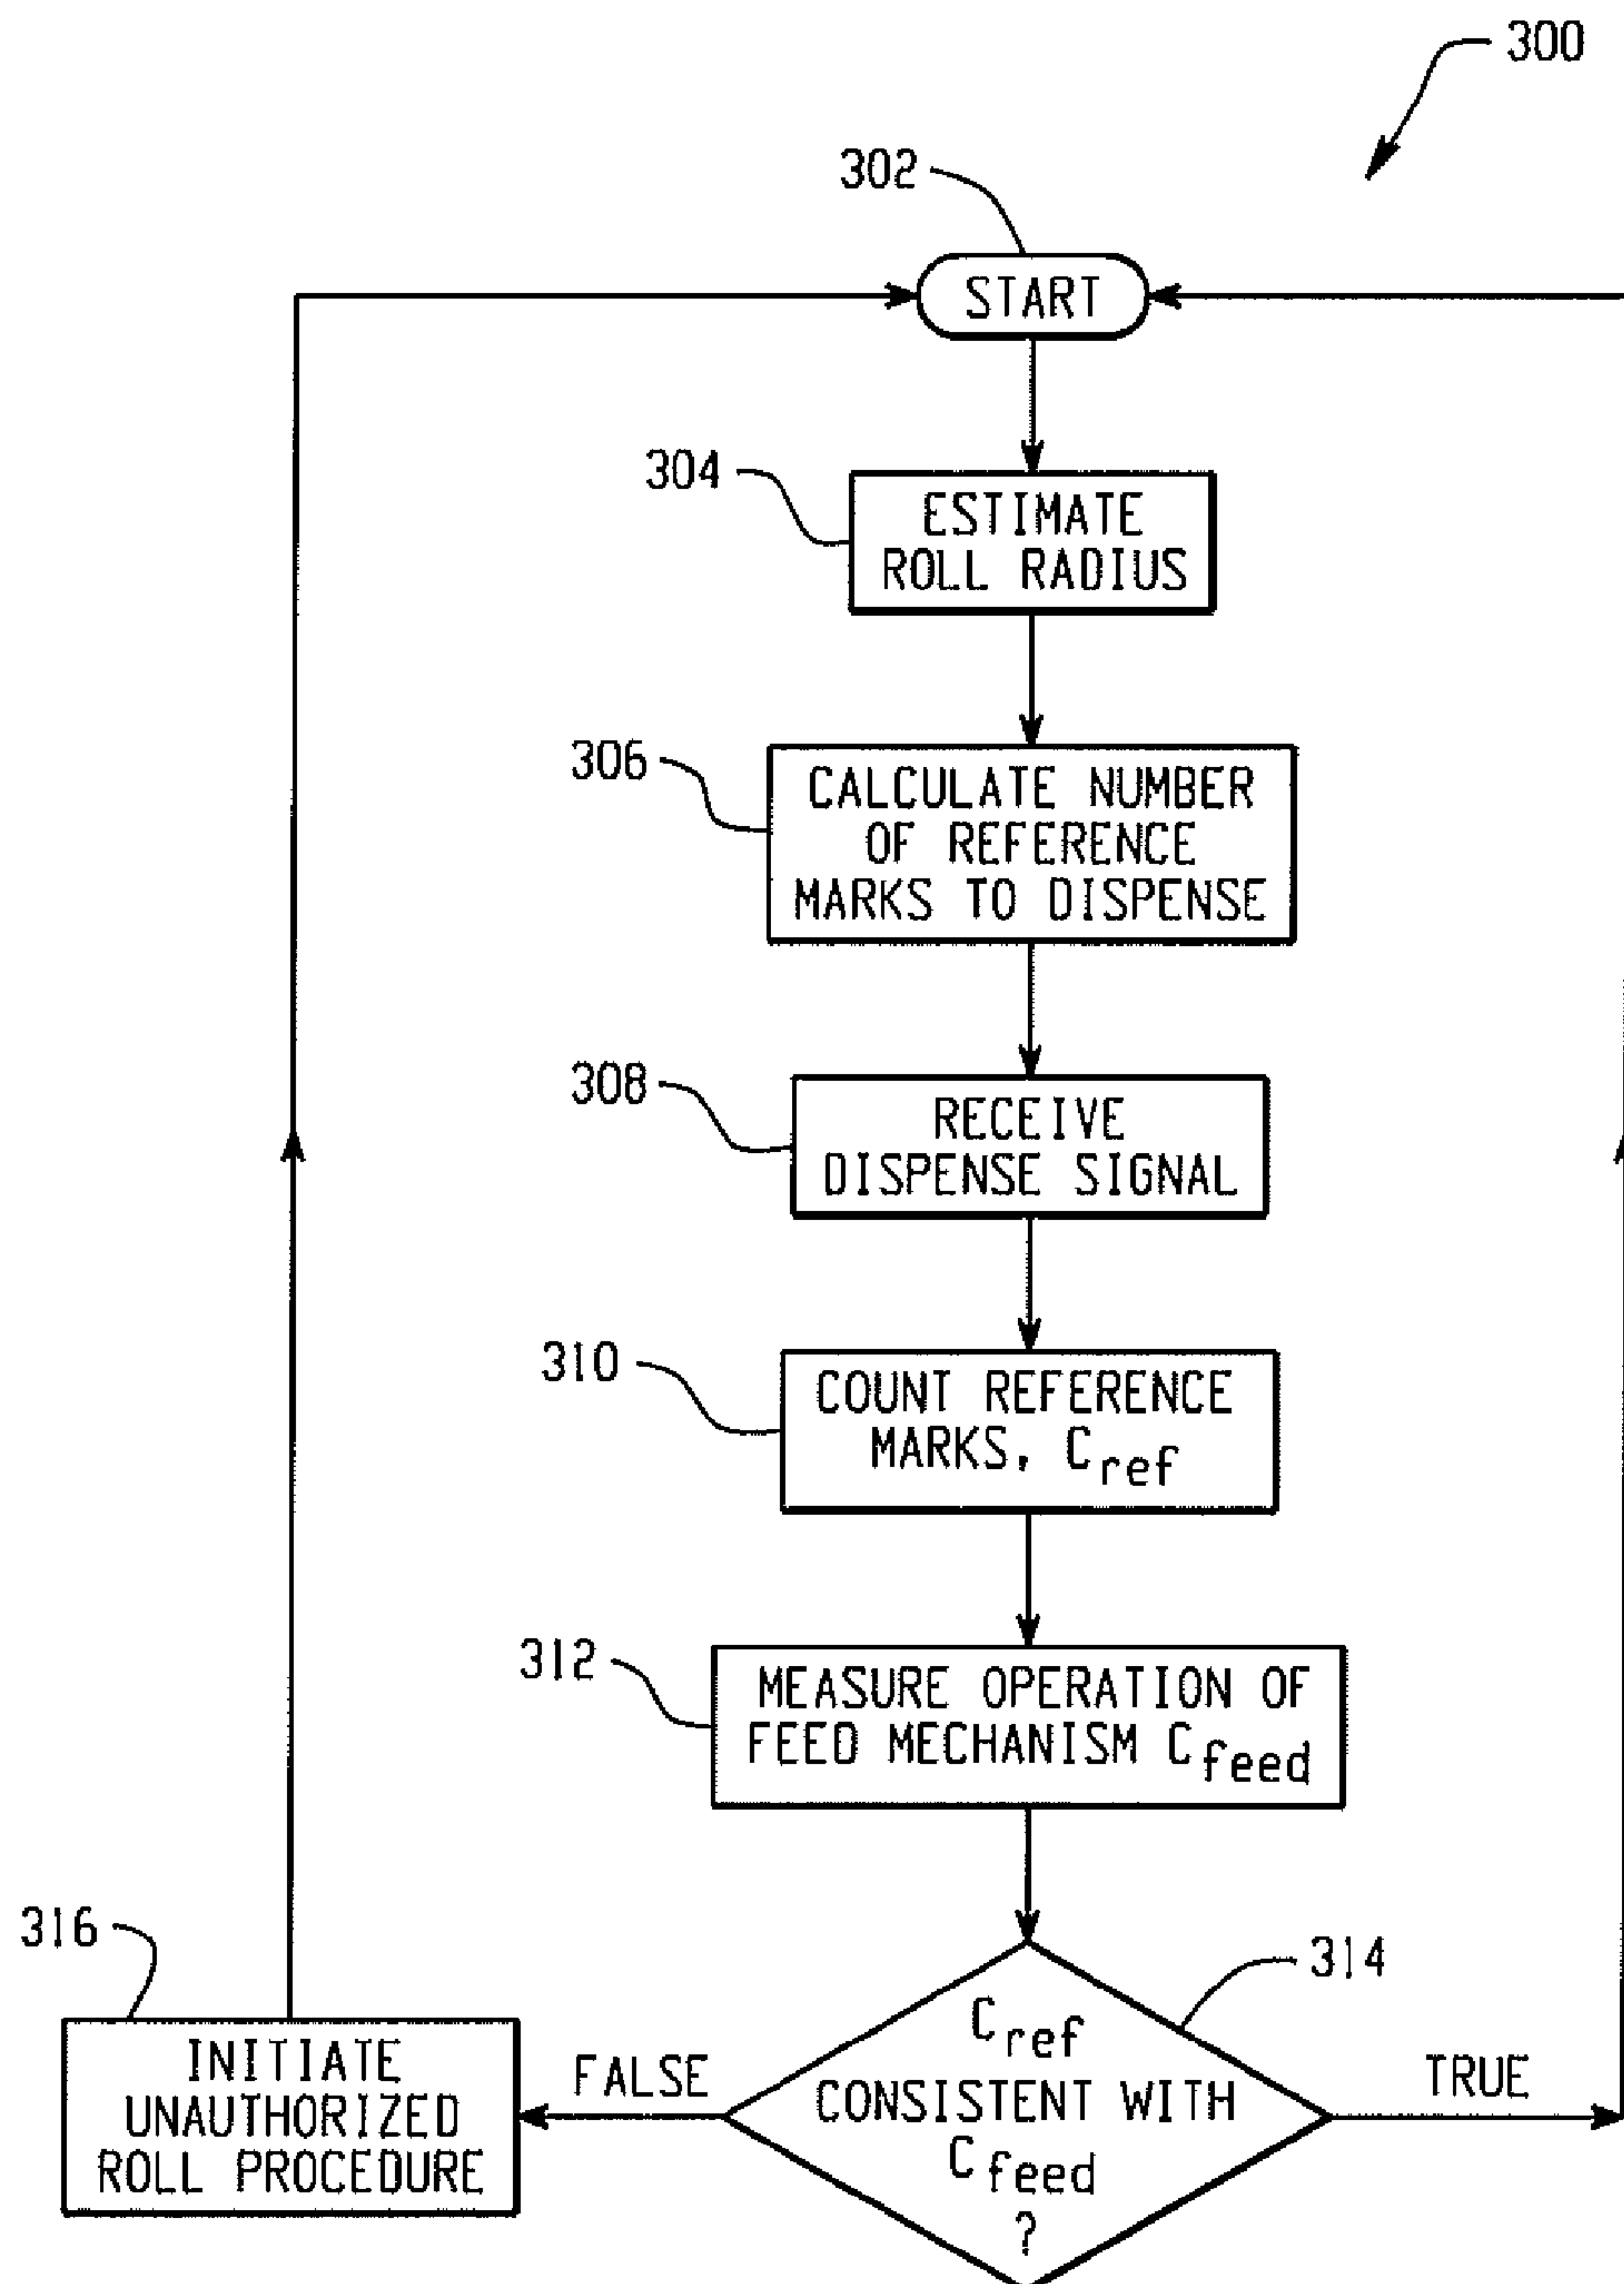 300
302
START
304
ESTIMATE
ROLL RADIUS
306
CALCULATE NUMBER
OF REFERENCE
MARKS TO DISPENSE
308
RECEIVE
DISPENSE SIGNAL
310
COUNT REFERENCE
MARKS, Cref
312
MEASURE OPERATION OF
FEED MECHANISM Cfeed
314
Cref
CONSISTENT WITH
Cfeed
?
FALSE
TRUE
316
INITIATE
UNAUTHORIZED
ROLL PROCEDURE